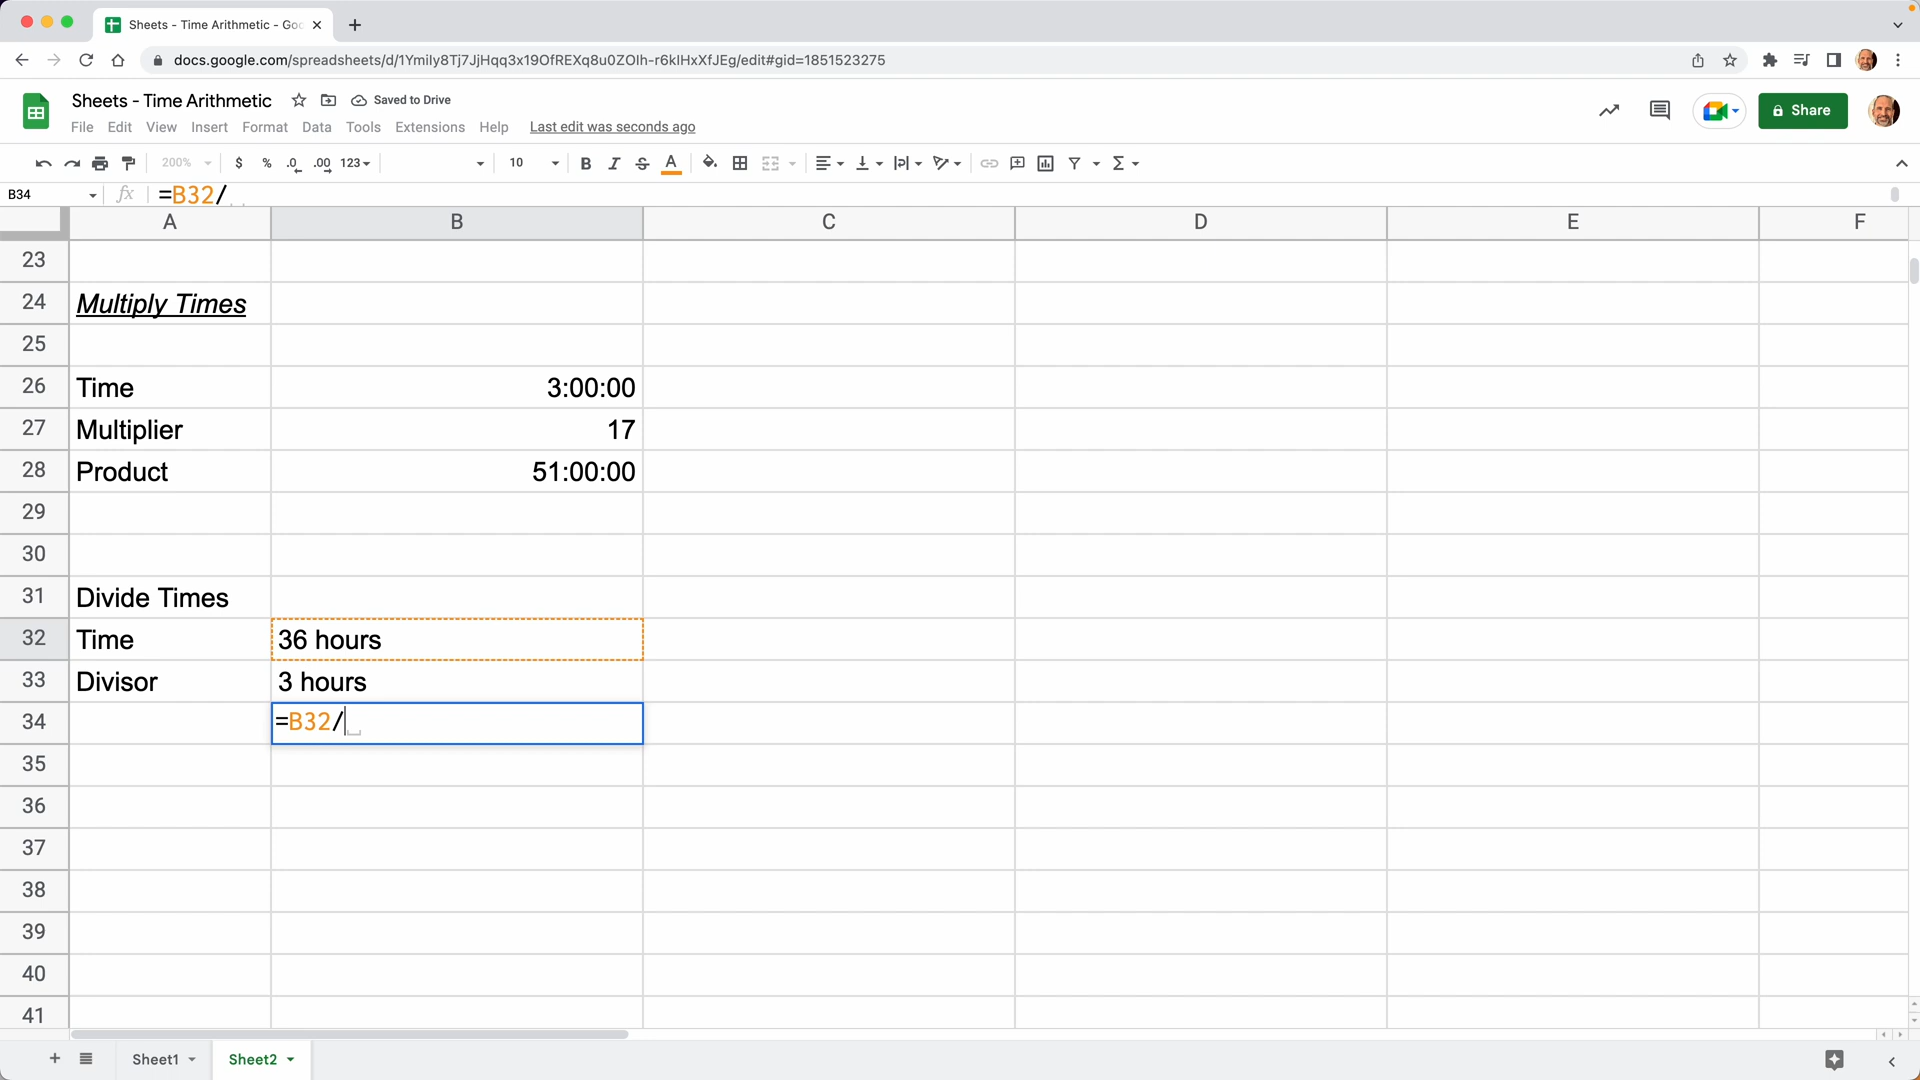 Sheets - Time Arithmetic - Goo
docs.google.com/spreadsheets/d/1Ymily8Tj7JjHqq3x19OfREXq8u0ZOlh-r6klHxXfJEg/edit#gid=1851523275
Sheets - Time Arithmetic
Saved to Drive
Share
File Edit View Insert Format Data Tools Extensions Help Last edit was seconds ago
200% $ % .0 .00 123 10 B I S A Σ
B34 fx =B32/
A B C D E F
23
24 Multiply Times
25
26 Time 3:00:00
27 Multiplier 17
28 Product 51:00:00
29
30
31 Divide Times
32 Time 36 hours
33 Divisor 3 hours
34 =B32/
35
36
37
38
39
40
41
+ Sheet1 Sheet2